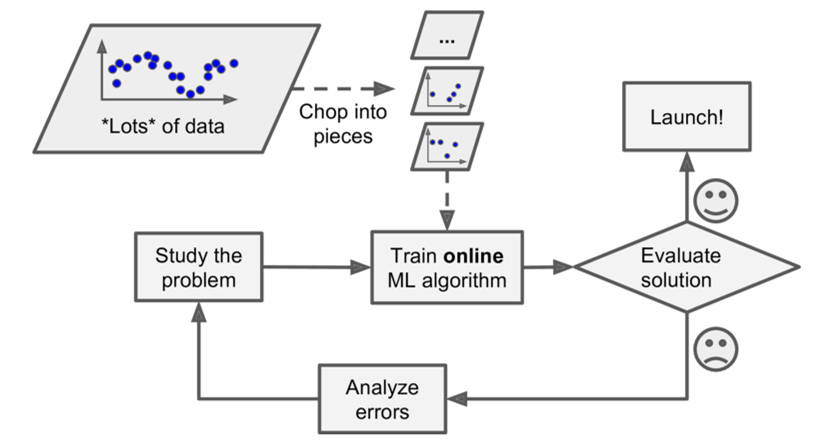 ...
*Lots* of data
Chop into
pieces
Launch!
Study the
problem
Train online
ML algorithm
Evaluate
solution
Analyze
errors